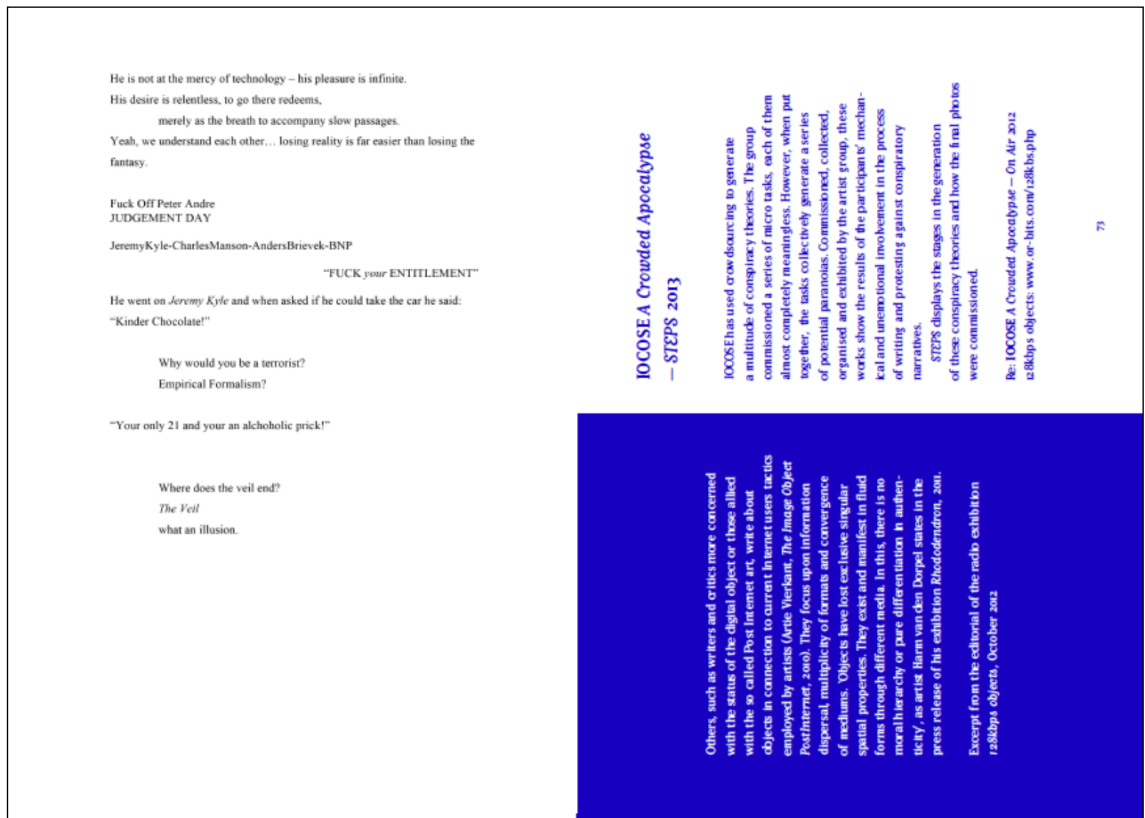 He is not at the mercy of technology – his pleasure is infinite.
His desire is relentless, to go there redeems,
merely as the breath to accompany slow passages.
Yeah, we understand each other… losing reality is far easier than losing the
fantasy.
Fuck Off Peter Andre
JUDGEMENT DAY
JeremyKyle-CharlesManson-AndersBrievek-BNP
“FUCK your ENTITLEMENT”
He went on Jeremy Kyle and when asked if he could take the car he said:
“Kinder Chocolate!”
Why would you be a terrorist?
Empirical Formalism?
“Your only 21 and your an alchoholic prick!”
Where does the veil end?
The Veil
what an illusion.
IOCOSE A Crowded Apocalypse
— STEPS 2013
IOCOSE has used crowdsourcing to generate
a multitude of conspiracy theories. The group
commissioned a series of micro tasks, each of them
almost completely meaningless. However, when put
together, the tasks collectively generate a series
of potential paranoias. Commissioned, collected,
organised and exhibited by the artist group, these
works show the results of the participants’ mechan-
ical and unemotional involvement in the process
of writing and protesting against conspiratory
narratives.
STEPS displays the stages in the generation
of these conspiracy theories and how the final photos
were commissioned.
Re: IOCOSE A Crowded Apocalypse — On Air 2012
128kbps objects: www.or-bits.com/128kbs.php
73
Others, such as writers and critics more concerned
with the status of the digital object or those allied
with the so called Post Internet art, write about
objects in connection to current Internet users tactics
employed by artists (Artie Vierkant, The Image Object
Post Internet, 2010). They focus upon information
dispersal, multiplicity of formats and convergence
of mediums. ‘Objects have lost exclusive singular
spatial properties. They exist and manifest in fluid
forms through different media. In this, there is no
moral hierarchy or pure differentiation in authen-
ticity’, as artist Harm van den Dorpel states in the
press release of his exhibition Rhododendron, 2011.
Excerpt from the editorial of the radio exhibition
128kbps objects, October 2012